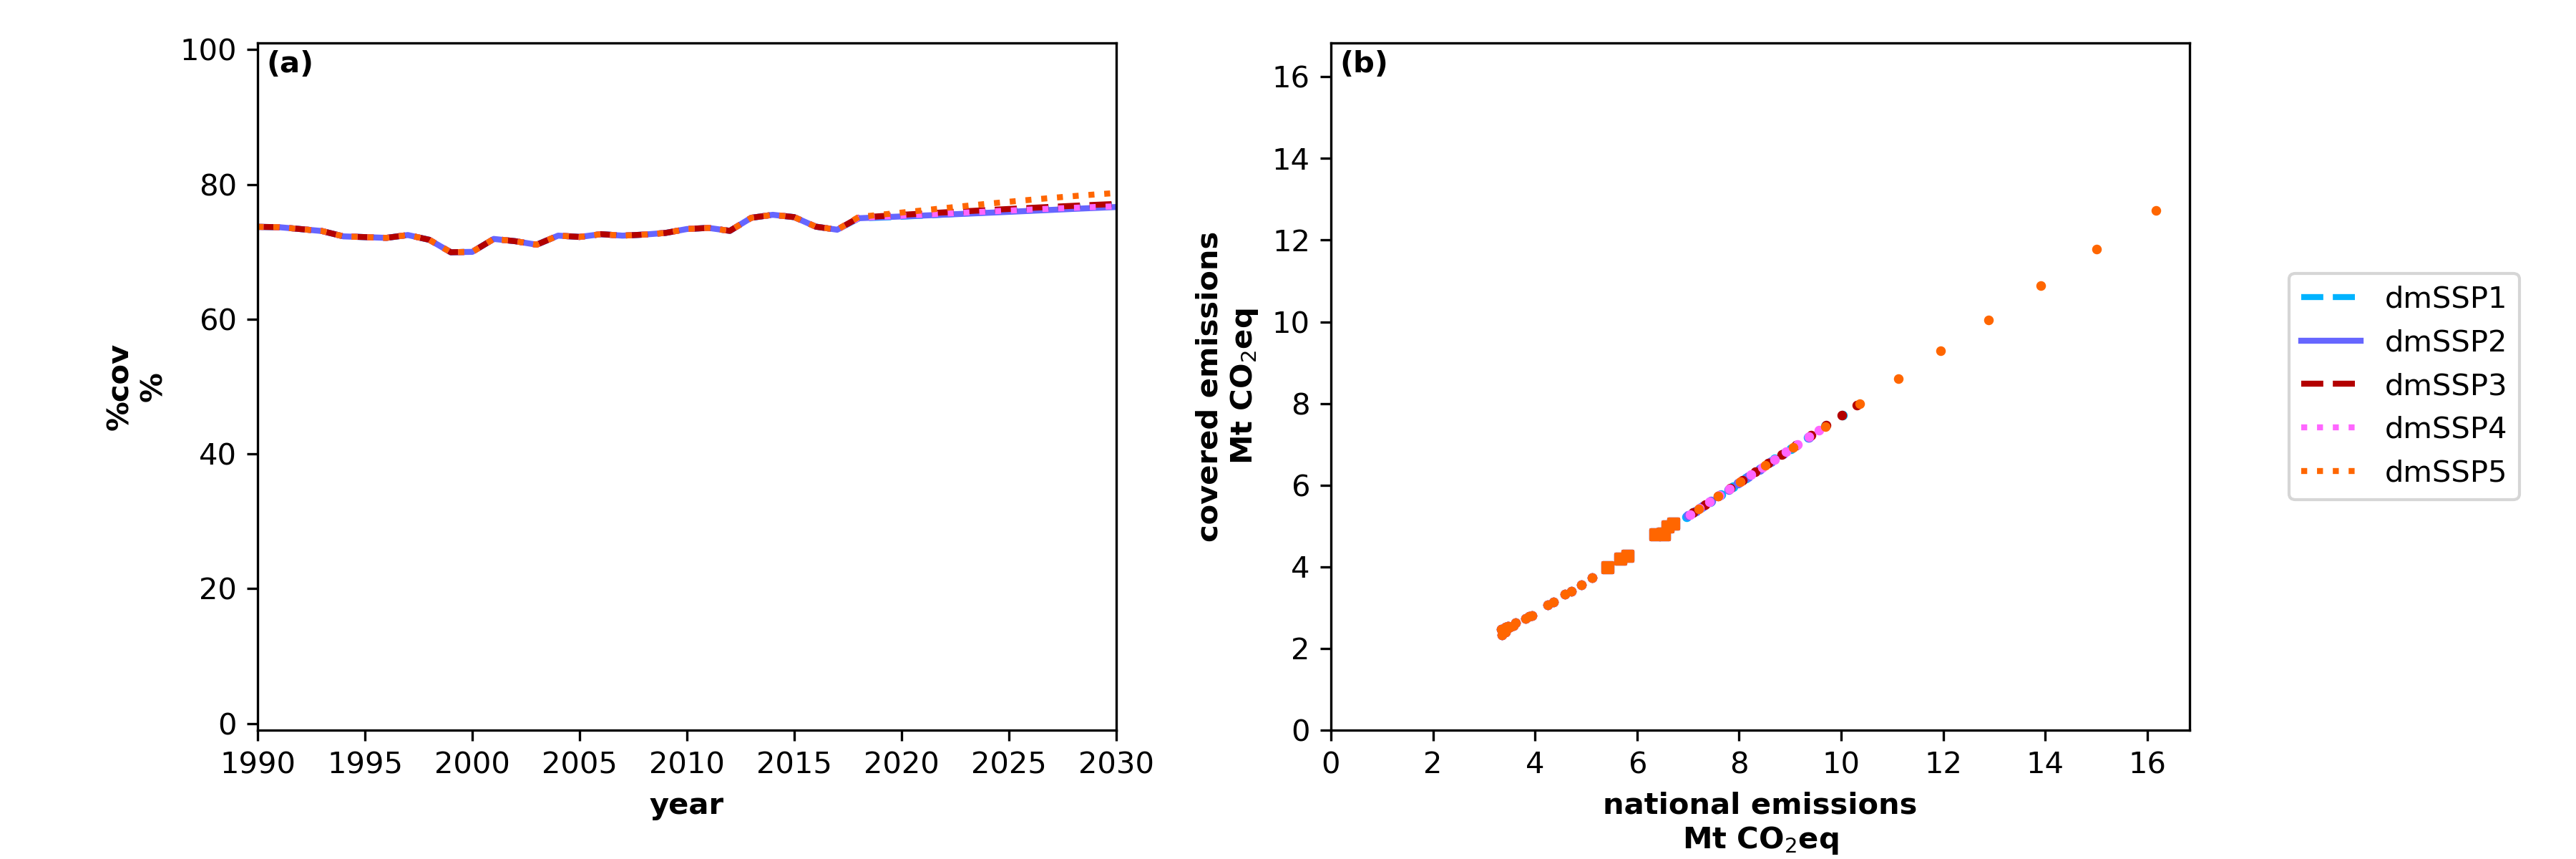 (a)
100
80
60
40
20
0
%cov
%
1990 1995 2000 2005 2010 2015 2020 2025 2030
year
(b)
16
14
12
10
8
6
4
2
0
covered emissions
Mt CO₂eq
0 2 4 6 8 10 12 14 16
national emissions
Mt CO₂eq
dmSSP1
dmSSP2
dmSSP3
dmSSP4
dmSSP5